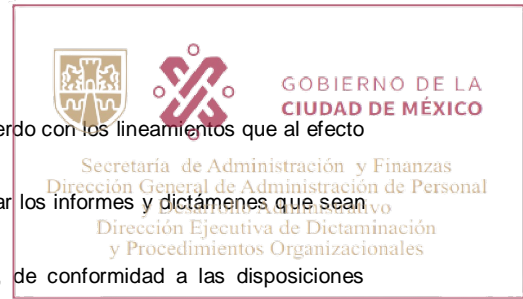 GOBIERNO DE LA
CIUDAD DE MÉXICO
erdo con los lineamientos que al efecto
Secretaría de Administración y Finanzas
Dirección General de Administración de Personal
ar los informes y dictámenes que sean
y Desarrollo Administrativo
Dirección Ejecutiva de Dictaminación
y Procedimientos Organizacionales
de conformidad a las disposiciones